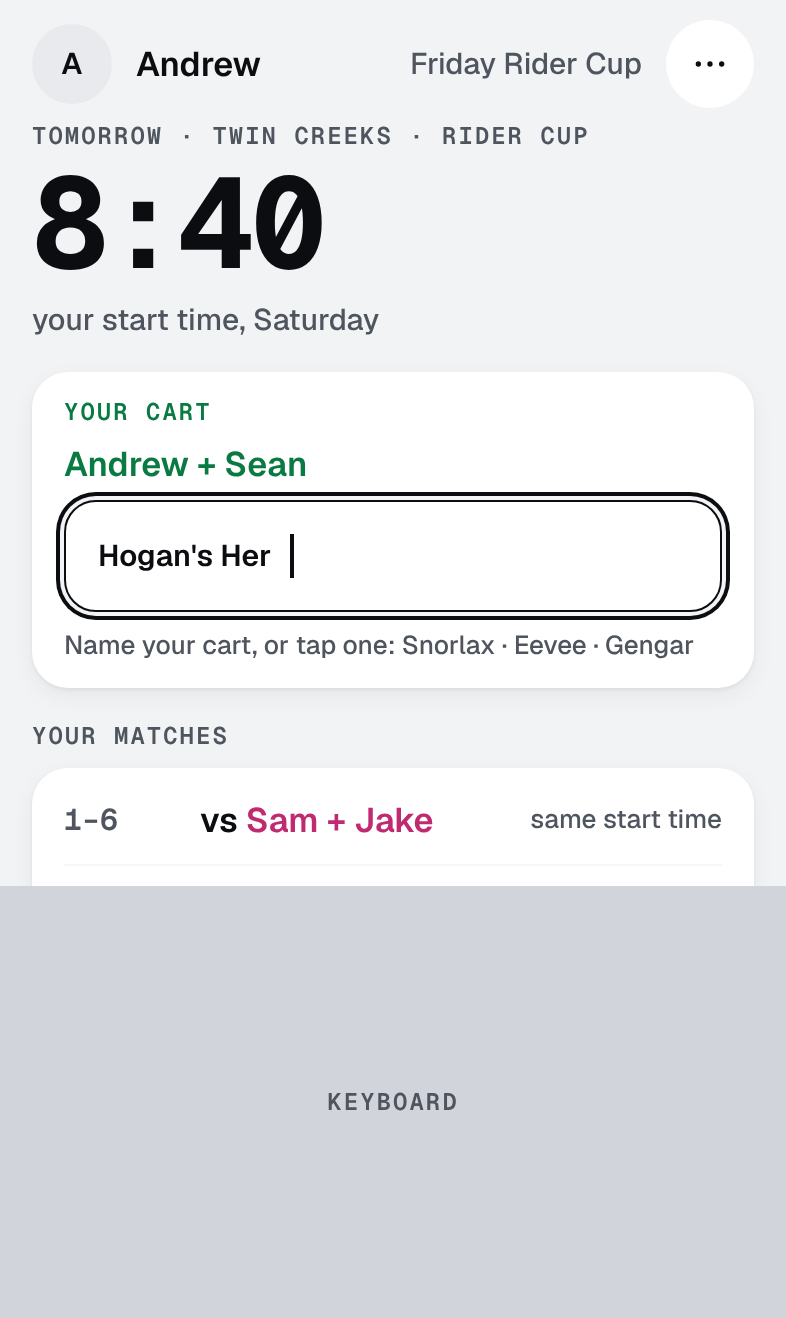 A Andrew Friday Rider Cup ...
TOMORROW · TWIN CREEKS · RIDER CUP
8:40
your start time, Saturday
YOUR CART
Andrew + Sean
Hogan's Her
Name your cart, or tap one: Snorlax · Eevee · Gengar
YOUR MATCHES
1–6 vs Sam + Jake same start time
KEYBOARD